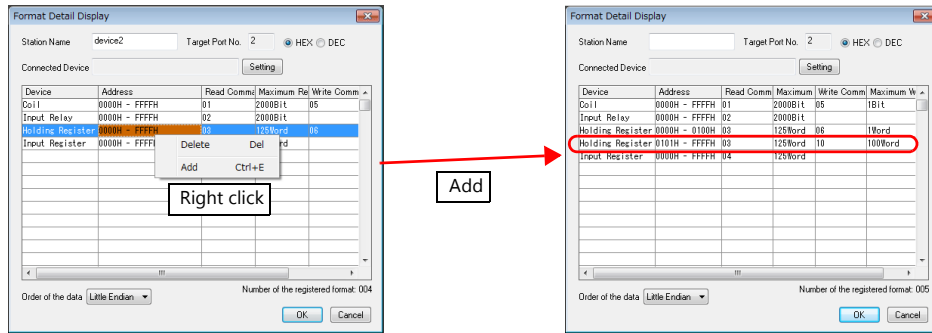 Format Detail Display
Station Name device2 Target Port No. 2 HEX DEC
Connected Device Setting
Device Address Read Comma Maximum Re Write Comm
Coil 0000H - FFFFH 01 2000Bit 05
Input Relay 0000H - FFFFH 02 2000Bit
Holding Register 0000H - FFFFH 03 125Word 06
Input Register 0000H - FFFF rd
Delete Del
Add Ctrl+E
Right click
Order of the data Little Endian Number of the registered format: 004
OK Cancel
Add
Format Detail Display
Station Name Target Port No. 2 HEX DEC
Connected Device Setting
Device Address Read Comm Maximum Write Comm Maximum W
Coil 0000H - FFFFH 01 2000Bit 05 1Bit
Input Relay 0000H - FFFFH 02 2000Bit
Holding Register 0000H - 0100H 03 125Word 06 1Word
Holding Register 0101H - FFFFH 03 125Word 10 100Word
Input Register 0000H - FFFFH 04 125Word
Order of the data Little Endian Number of the registered format: 005
OK Cancel